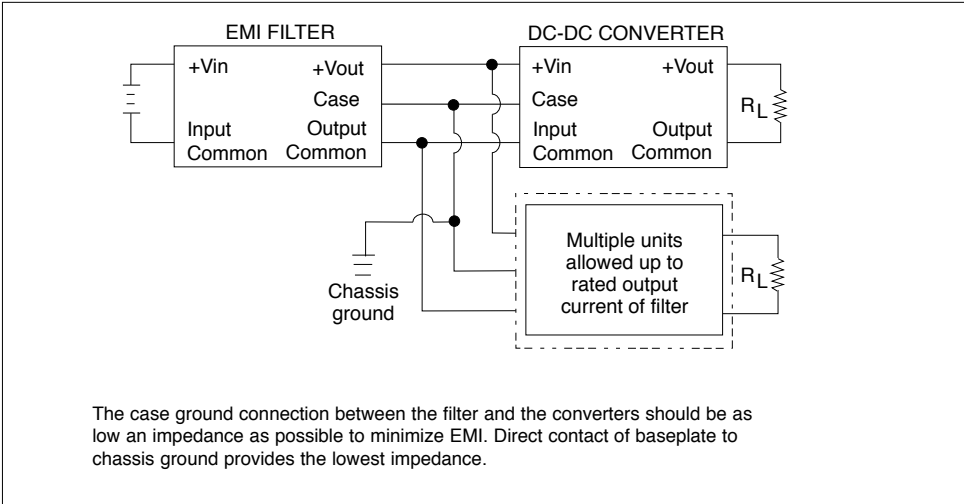 EMI FILTER
+Vin
+Vout
Case
Input
Common
Output
Common
DC-DC CONVERTER
+Vin
+Vout
Case
Input
Common
Output
Common
RL
Multiple units
allowed up to
rated output
current of filter
RL
Chassis
ground
The case ground connection between the filter and the converters should be as
low an impedance as possible to minimize EMI. Direct contact of baseplate to
chassis ground provides the lowest impedance.